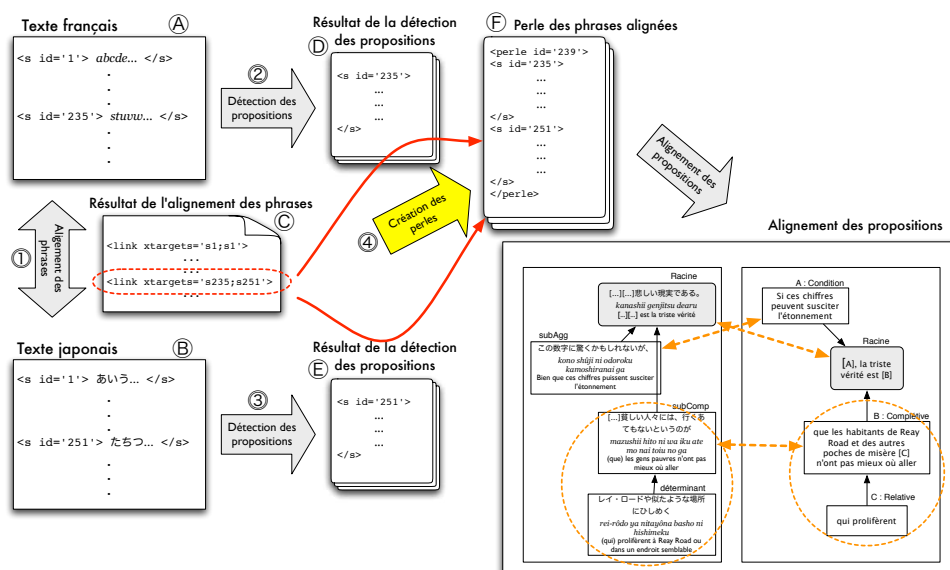 Texte français
Ⓐ
<s id='1'> abcde... </s>
.
.
.
<s id='235'> stuvw... </s>
.
.
.
②
Détection des
propositions
Résultat de la détection
des propositions
Ⓓ
<s id='235'>
...
...
...
</s>
Ⓕ
Perle des phrases alignées
<perle id='239'>
<s id='235'>
...
...
...
</s>
<s id='251'>
...
...
...
</s>
</perle>
Alignement des
propositions
①
Aligement des
phrases
Résultat de l'alignement des phrases
Ⓒ
<link xtargets='s1;s1'>
...
...
<link xtargets='s235;s251'>
...
④
Création des
perles
Texte japonais
Ⓑ
<s id='1'> あいう... </s>
.
.
.
<s id='251'> たちつ... </s>
.
.
.
③
Détection des
propositions
Résultat de la détection
des propositions
Ⓔ
<s id='251'>
...
...
...
</s>
Alignement des propositions
Racine
[...][...]悲しい現実である。
kanashii genjitsu dearu
[...][...] est la triste vérité
subAgg
この数字に驚くかもしれないが、
kono shûji ni odoroku
kamoshiranai ga
Bien que ces chiffres puissent susciter
l'étonnement
subComp
[...]貧しい人々には、行くあ
てもないというのが
mazushii hito ni wa iku ate
mo nai toiu no ga
(que) les gens pauvres n'ont pas
mieux où aller
déterminant
レイ・ロードや似たような場所
にひしめく
rei-rôdo ya nitayôna basho ni
hishimeku
(qui) prolifèrent à Reay Road ou
dans un endroit semblable
A : Condition
Si ces chiffres
peuvent susciter
l'étonnement
Racine
[A], la triste
vérité est [B]
B : Complétive
que les habitants de Reay
Road et des autres
poches de misère [C]
n'ont pas mieux où aller
C : Relative
qui prolifèrent